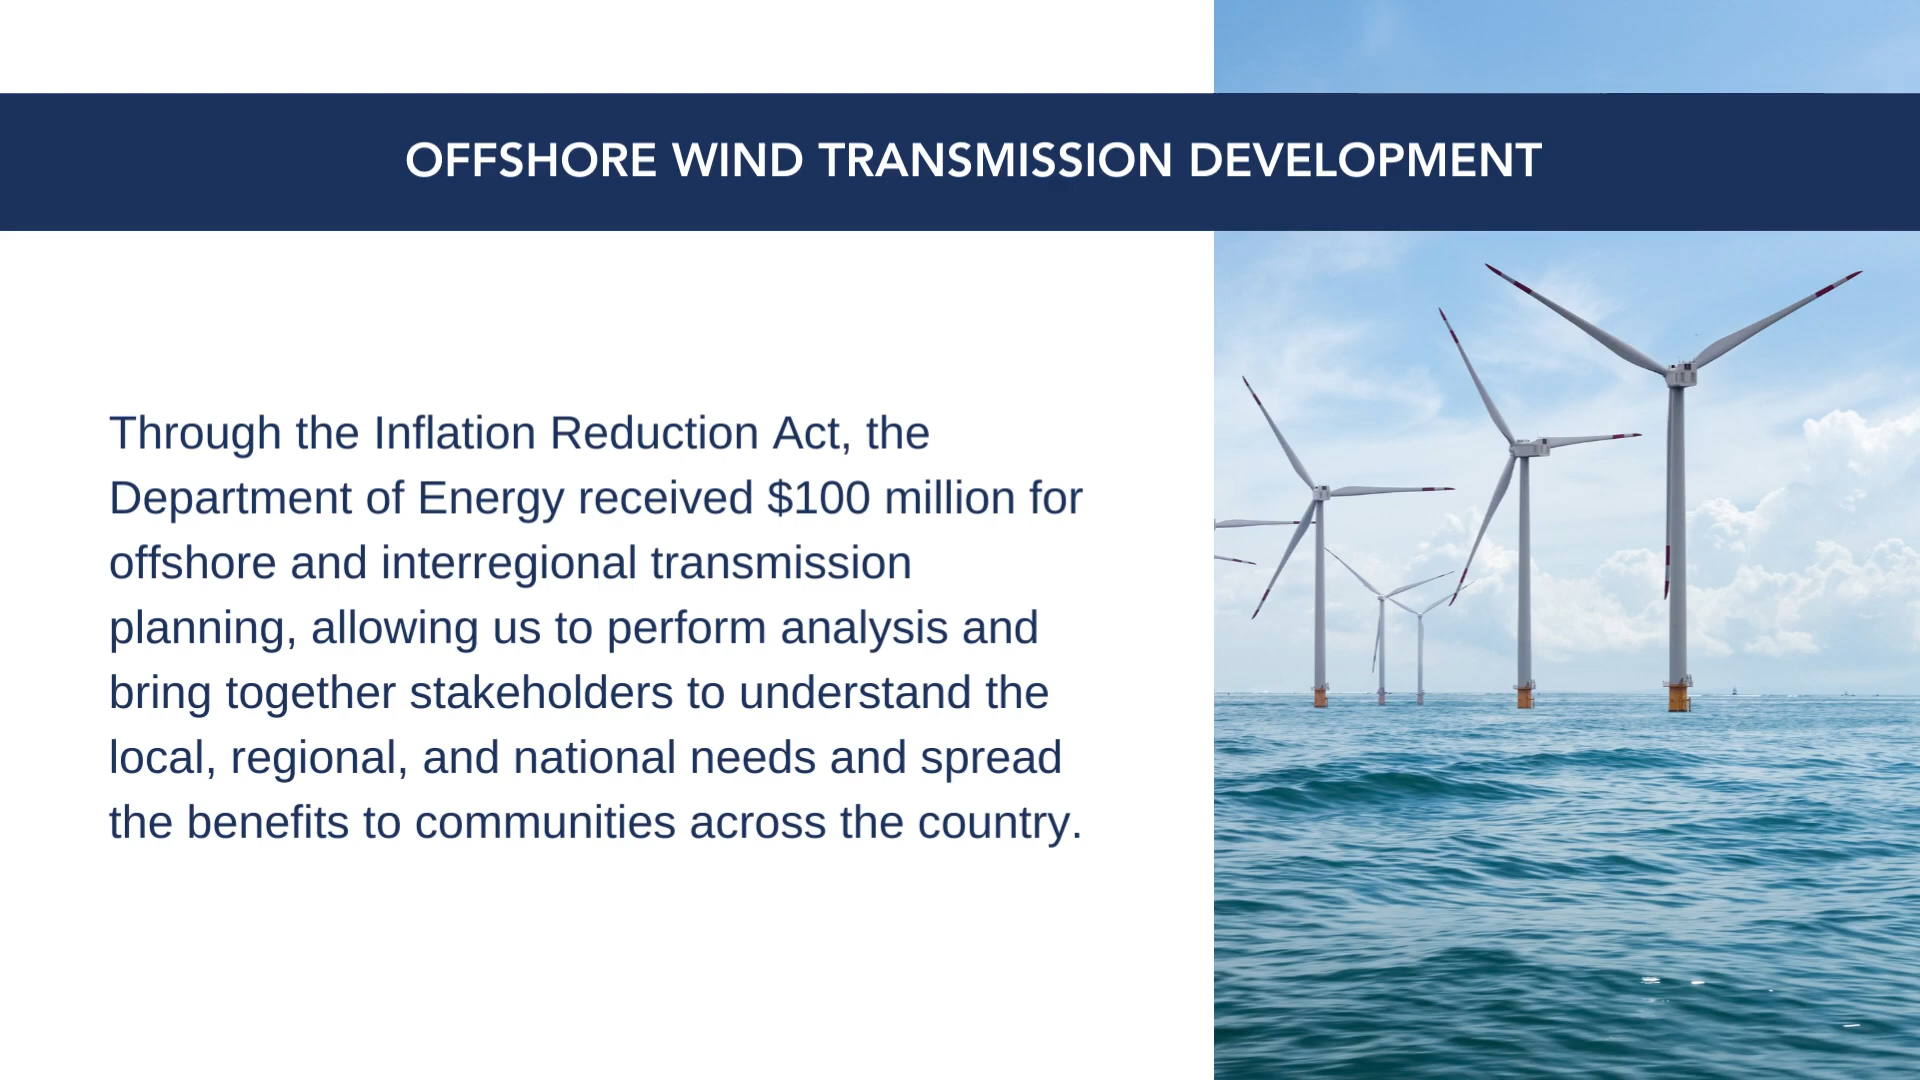 OFFSHORE WIND TRANSMISSION DEVELOPMENT
Through the Inflation Reduction Act, the
Department of Energy received $100 million for
offshore and interregional transmission
planning, allowing us to perform analysis and
bring together stakeholders to understand the
local, regional, and national needs and spread
the benefits to communities across the country.